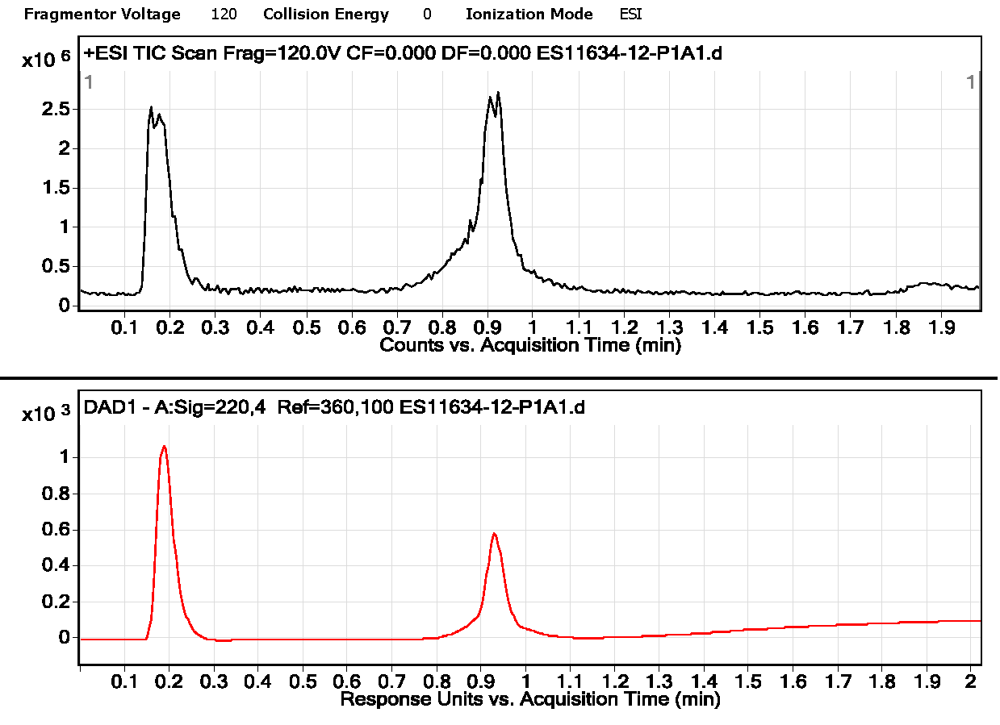 Fragmentor Voltage 120 Collision Energy 0 Ionization Mode ESI
x10 6 +ESI TIC Scan Frag=120.0V CF=0.000 DF=0.000 ES11634-12-P1A1.d
1 1
2.5
2
1.5
1
0.5
0
0.1 0.2 0.3 0.4 0.5 0.6 0.7 0.8 0.9 1 1.1 1.2 1.3 1.4 1.5 1.6 1.7 1.8 1.9
Counts vs. Acquisition Time (min)
x10 3 DAD1 - A:Sig=220,4 Ref=360,100 ES11634-12-P1A1.d
1
0.8
0.6
0.4
0.2
0
0.1 0.2 0.3 0.4 0.5 0.6 0.7 0.8 0.9 1 1.1 1.2 1.3 1.4 1.5 1.6 1.7 1.8 1.9 2
Response Units vs. Acquisition Time (min)